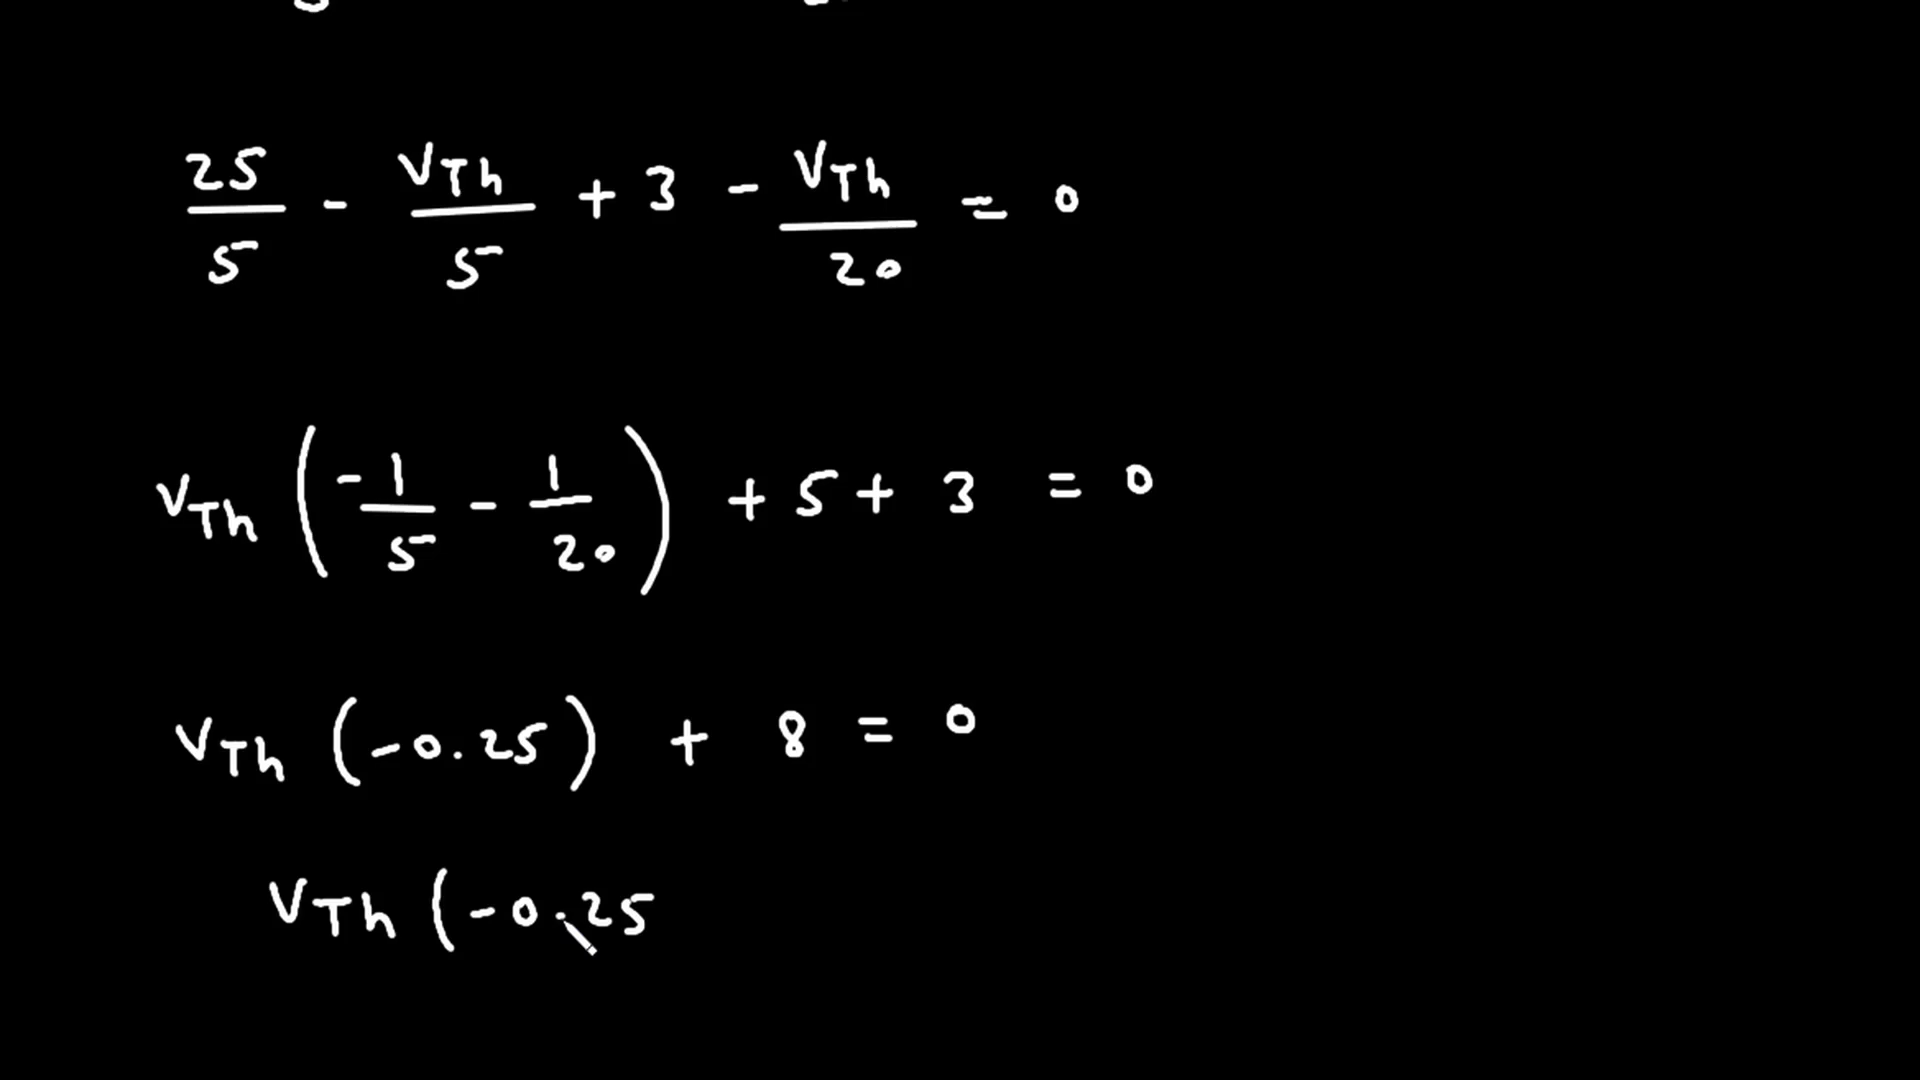 25/5 - VTh/5 + 3 - VTh/20 = 0
VTh (-1/5 - 1/20) + 5 + 3 = 0
VTh (-0.25) + 8 = 0
VTh (-0.25